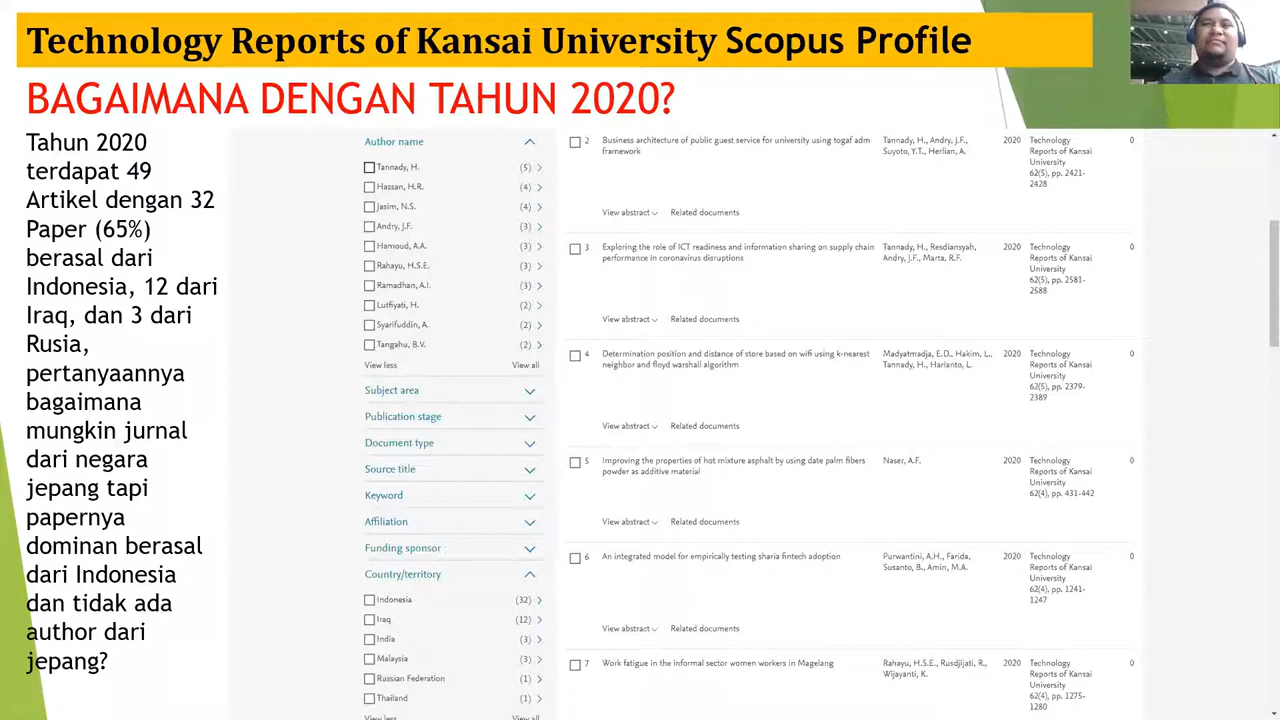 Technology Reports of Kansai University Scopus Profile
BAGAIMANA DENGAN TAHUN 2020?
Tahun 2020
terdapat 49
Artikel dengan 32
Paper (65%)
berasal dari
Indonesia, 12 dari
Iraq, dan 3 dari
Rusia,
pertanyaannya
bagaimana
mungkin jurnal
dari negara
jepang tapi
papernya
dominan berasal
dari Indonesia
dan tidak ada
author dari
jepang?
Author name
Tannady, H. (5)
Hassan, H.R. (4)
Jasim, N.S. (4)
Andry, J.F. (3)
Hamoud, A.A. (3)
Rahayu, H.S.E. (3)
Ramadhan, A.I. (3)
Lutfiyati, H. (2)
Syarifuddin, A. (2)
Tangahu, B.V. (2)
View less View all
Subject area
Publication stage
Document type
Source title
Keyword
Affiliation
Funding sponsor
Country/territory
Indonesia (32)
Iraq (12)
India (3)
Malaysia (3)
Russian Federation (1)
Thailand (1)
View less View all
2 Business architecture of public guest service for university using togaf adm
framework
Tannady, H., Andry, J.F.,
Suyoto, Y.T., Herlian, A.
2020
Technology
Reports of Kansai
University
62(5), pp. 2421-
2428
0
View abstract Related documents
3 Exploring the role of ICT readiness and information sharing on supply chain
performance in coronavirus disruptions
Tannady, H., Resdiansyah,
Andry, J.F., Marta, R.F.
2020
Technology
Reports of Kansai
University
62(5), pp. 2581-
2588
0
View abstract Related documents
4 Determination position and distance of store based on wifi using k-nearest
neighbor and floyd warshall algorithm
Madyatmadja, E.D., Hakim, L.,
Tannady, H., Harianto, L.
2020
Technology
Reports of Kansai
University
62(5), pp. 2379-
2389
0
View abstract Related documents
5 Improving the properties of hot mixture asphalt by using date palm fibers
powder as additive material
Naser, A.F.
2020
Technology
Reports of Kansai
University
62(4), pp. 431-442
0
View abstract Related documents
6 An integrated model for empirically testing sharia fintech adoption
Purwantini, A.H., Farida,
Susanto, B., Amin, M.A.
2020
Technology
Reports of Kansai
University
62(4), pp. 1241-
1247
0
View abstract Related documents
7 Work fatigue in the informal sector women workers in Magelang
Rahayu, H.S.E., Rusdjijati, R.,
Wijayanti, K.
2020
Technology
Reports of Kansai
University
62(4), pp. 1275-
1280
0